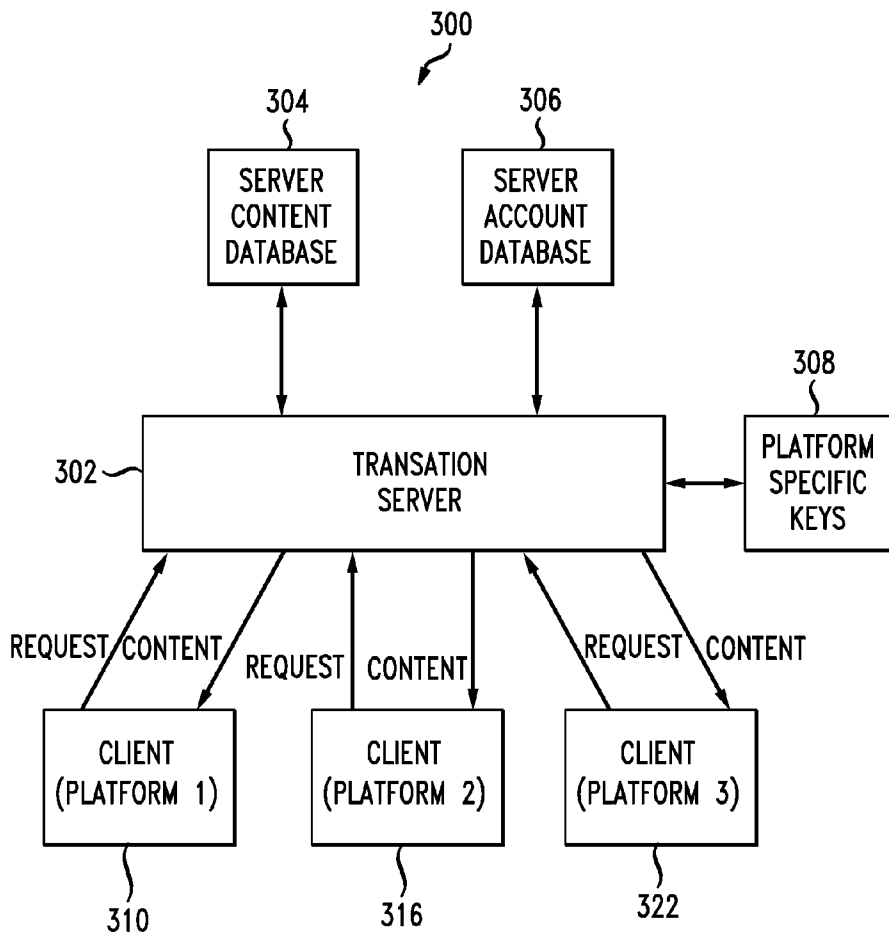 300
304
306
SERVER
CONTENT
DATABASE
SERVER
ACCOUNT
DATABASE
308
302
TRANSATION
SERVER
PLATFORM
SPECIFIC
KEYS
REQUEST
CONTENT
REQUEST
CONTENT
REQUEST
CONTENT
CLIENT
(PLATFORM 1)
CLIENT
(PLATFORM 2)
CLIENT
(PLATFORM 3)
310
316
322